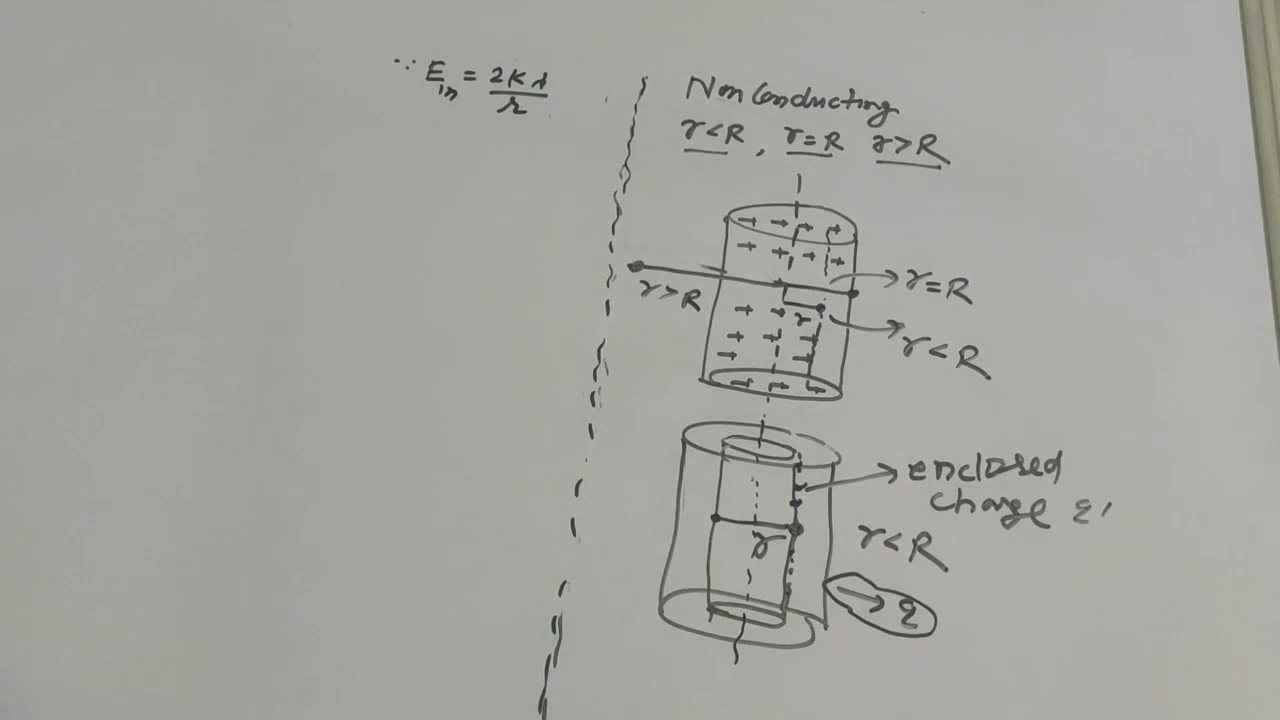 ∵ E_in = 2Kλ / r
Non Conducting
r<R, r=R r>R
r>R
r=R
r
r<R
enclosed
charge q'
r
r<R
→ q